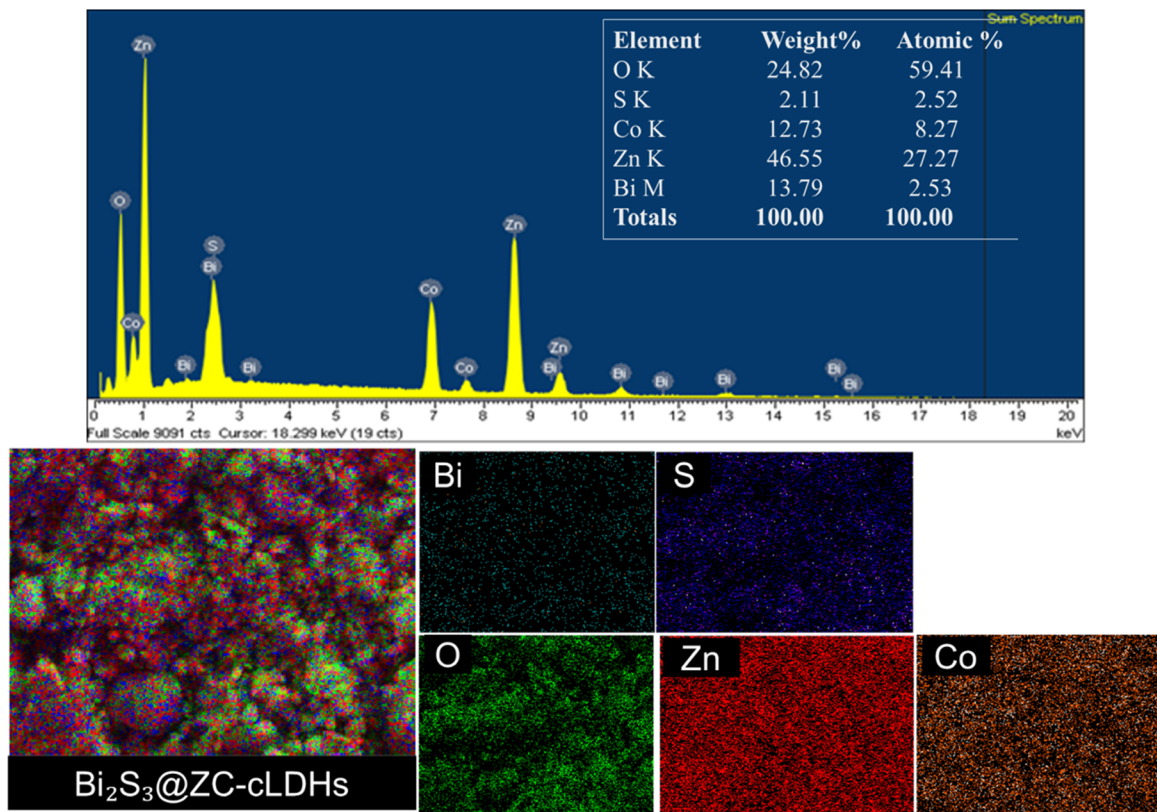 Sum Spectrum
Element Weight% Atomic %
O K 24.82 59.41
S K 2.11 2.52
Co K 12.73 8.27
Zn K 46.55 27.27
Bi M 13.79 2.53
Totals 100.00 100.00
Zn
O
Co
Bi
S
Bi
Bi
Co
Co
Zn
Zn
Bi
Bi
Bi
Bi
Bi
Bi
0 1 2 3 4 5 6 7 8 9 10 11 12 13 14 15 16 17 18 19 20
Full Scale 9091 cts Cursor: 18.299 keV (19 cts) keV
Bi
S
O
Zn
Co
Bi₂S₃@ZC-cLDHs